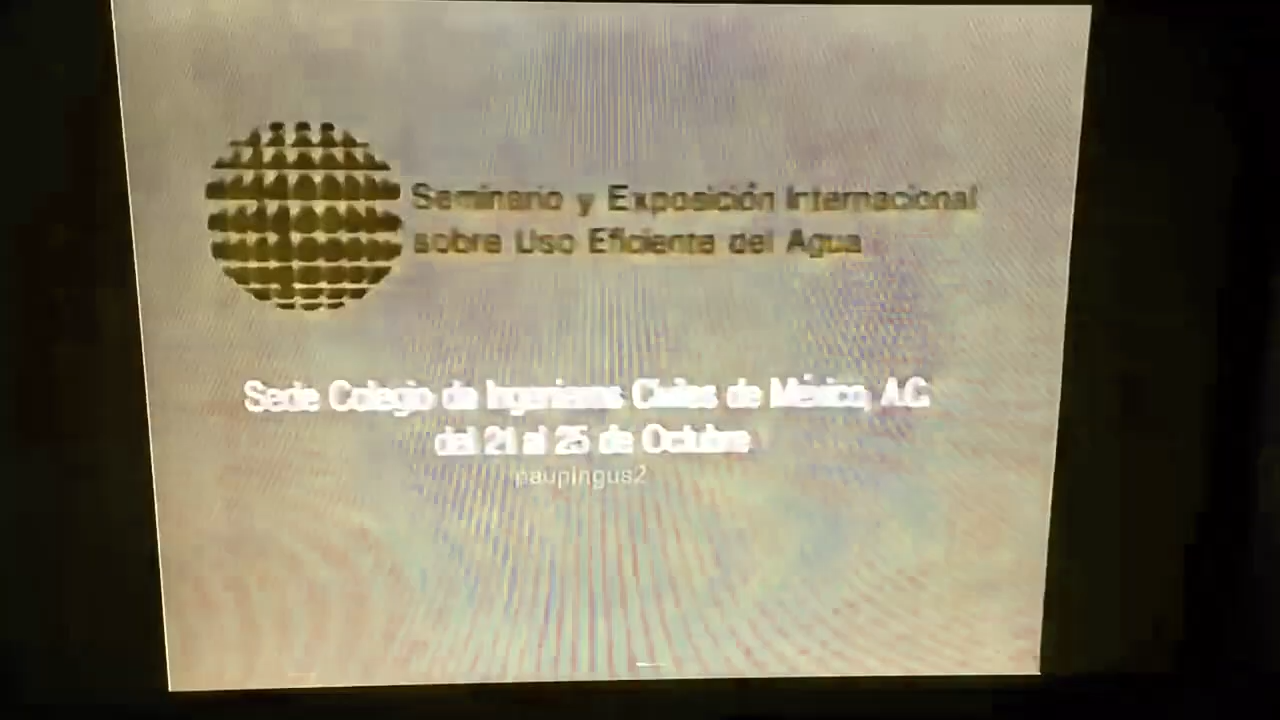 Seminario y Exposición Internacional
sobre Uso Eficiente del Agua
Sede Colegio de Ingenieros Civiles de México, A.C.
del 21 al 25 de Octubre
paupingus2